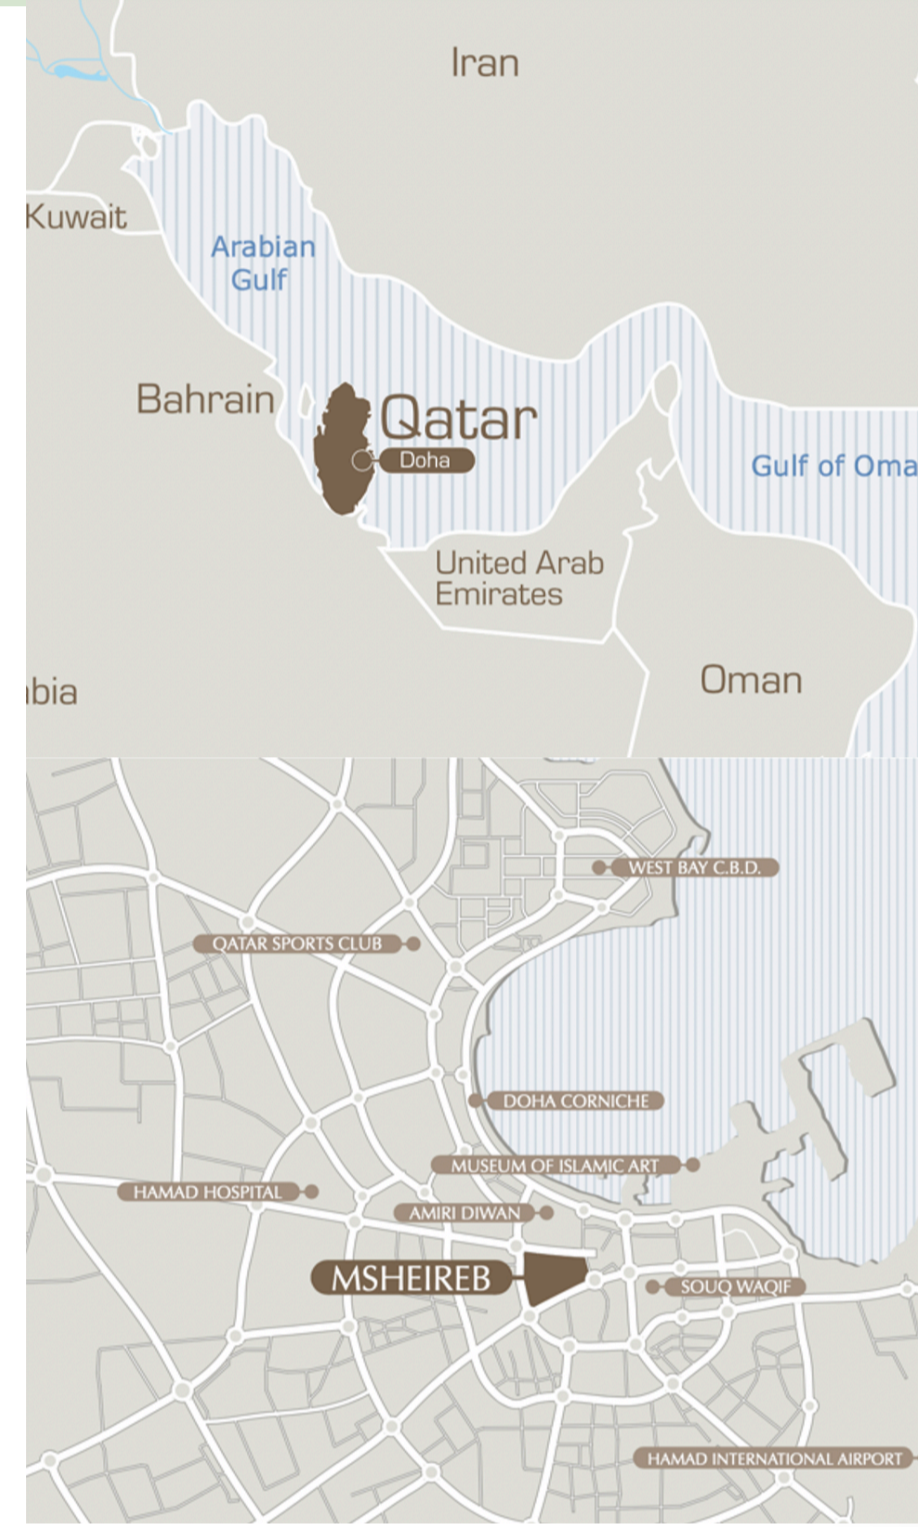 Iran
Kuwait
Arabian
Gulf
Bahrain
Qatar
Doha
Gulf of Oma
United Arab
Emirates
bia
Oman
WEST BAY C.B.D.
QATAR SPORTS CLUB
DOHA CORNICHE
MUSEUM OF ISLAMIC ART
HAMAD HOSPITAL
AMIRI DIWAN
MSHEIREB
SOUQ WAQIF
HAMAD INTERNATIONAL AIRPORT